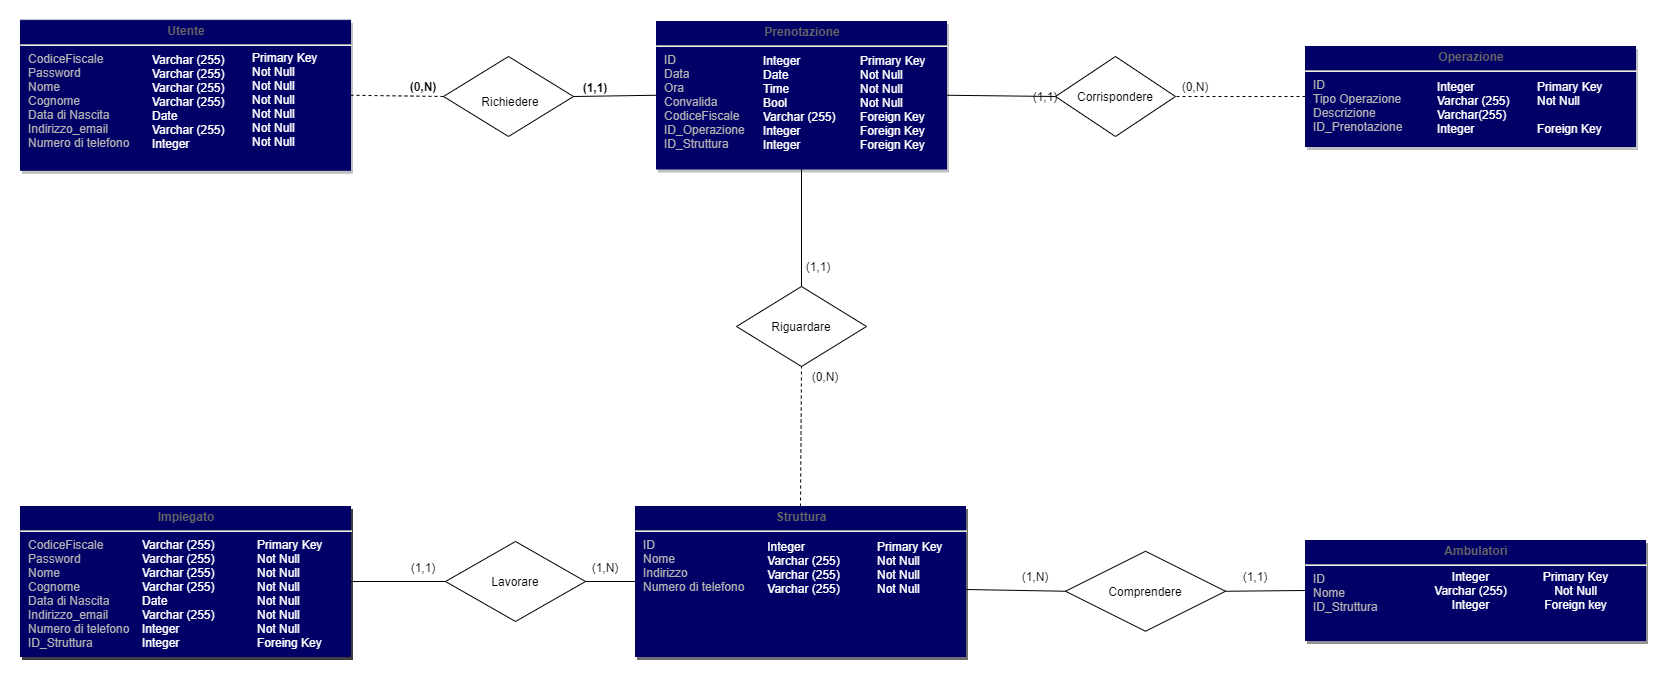 Utente
CodiceFiscale Varchar (255) Primary Key
Password Varchar (255) Not Null
Nome Varchar (255) Not Null
Cognome Varchar (255) Not Null
Data di Nascita Date Not Null
Indirizzo_email Varchar (255) Not Null
Numero di telefono Integer Not Null
(0,N)
Richiedere
(1,1)
Prenotazione
ID Integer Primary Key
Data Date Not Null
Ora Time Not Null
Convalida Bool Not Null
CodiceFiscale Varchar (255) Foreign Key
ID_Operazione Integer Foreign Key
ID_Struttura Integer Foreign Key
(1,1)
Corrispondere
(0,N)
Operazione
ID Integer Primary Key
Tipo Operazione Varchar (255) Not Null
Descrizione Varchar(255)
ID_Prenotazione Integer Foreign Key
(1,1)
Riguardare
(0,N)
Impiegato
CodiceFiscale Varchar (255) Primary Key
Password Varchar (255) Not Null
Nome Varchar (255) Not Null
Cognome Varchar (255) Not Null
Data di Nascita Date Not Null
Indirizzo_email Varchar (255) Not Null
Numero di telefono Integer Not Null
ID_Struttura Integer Foreing Key
(1,1)
Lavorare
(1,N)
Struttura
ID Integer Primary Key
Nome Varchar (255) Not Null
Indirizzo Varchar (255) Not Null
Numero di telefono Varchar (255) Not Null
(1,N)
Comprendere
(1,1)
Ambulatori
ID Integer Primary Key
Nome Varchar (255) Not Null
ID_Struttura Integer Foreign key